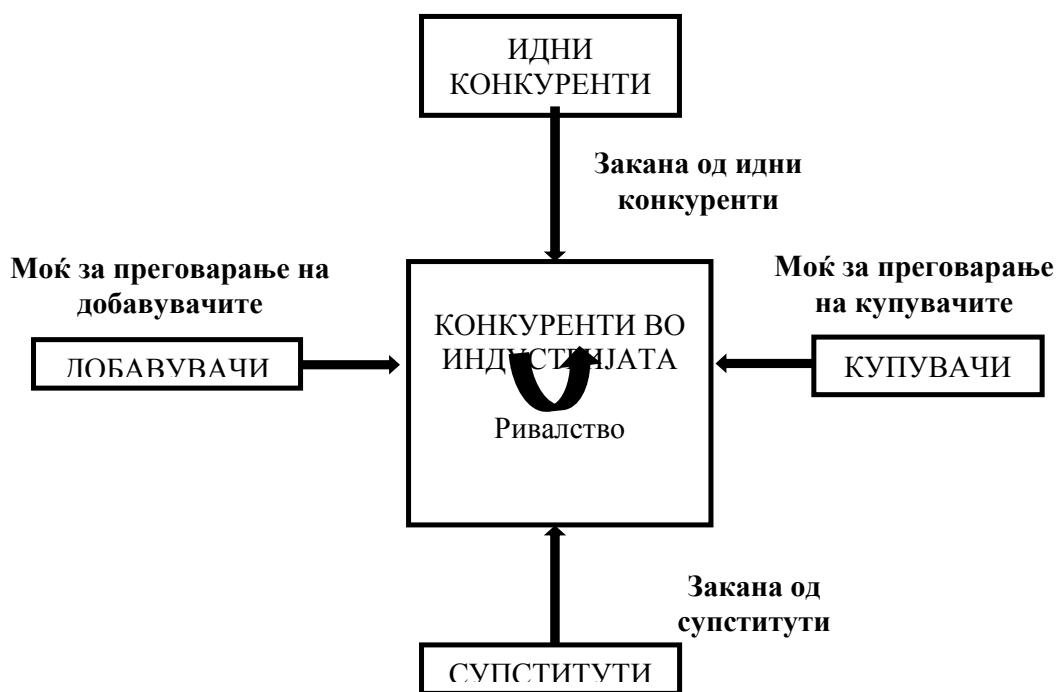 ИДНИ
КОНКУРЕНТИ
Закана од идни
конкуренти
Моќ за преговарање на
добавувачите
Моќ за преговарање
на купувачите
ДОБАВУВАЧИ
КОНКУРЕНТИ ВО
ИНДУСТРИЈАТА
Ривалство
КУПУВАЧИ
Закана од
супститути
СУПСТИТУТИ